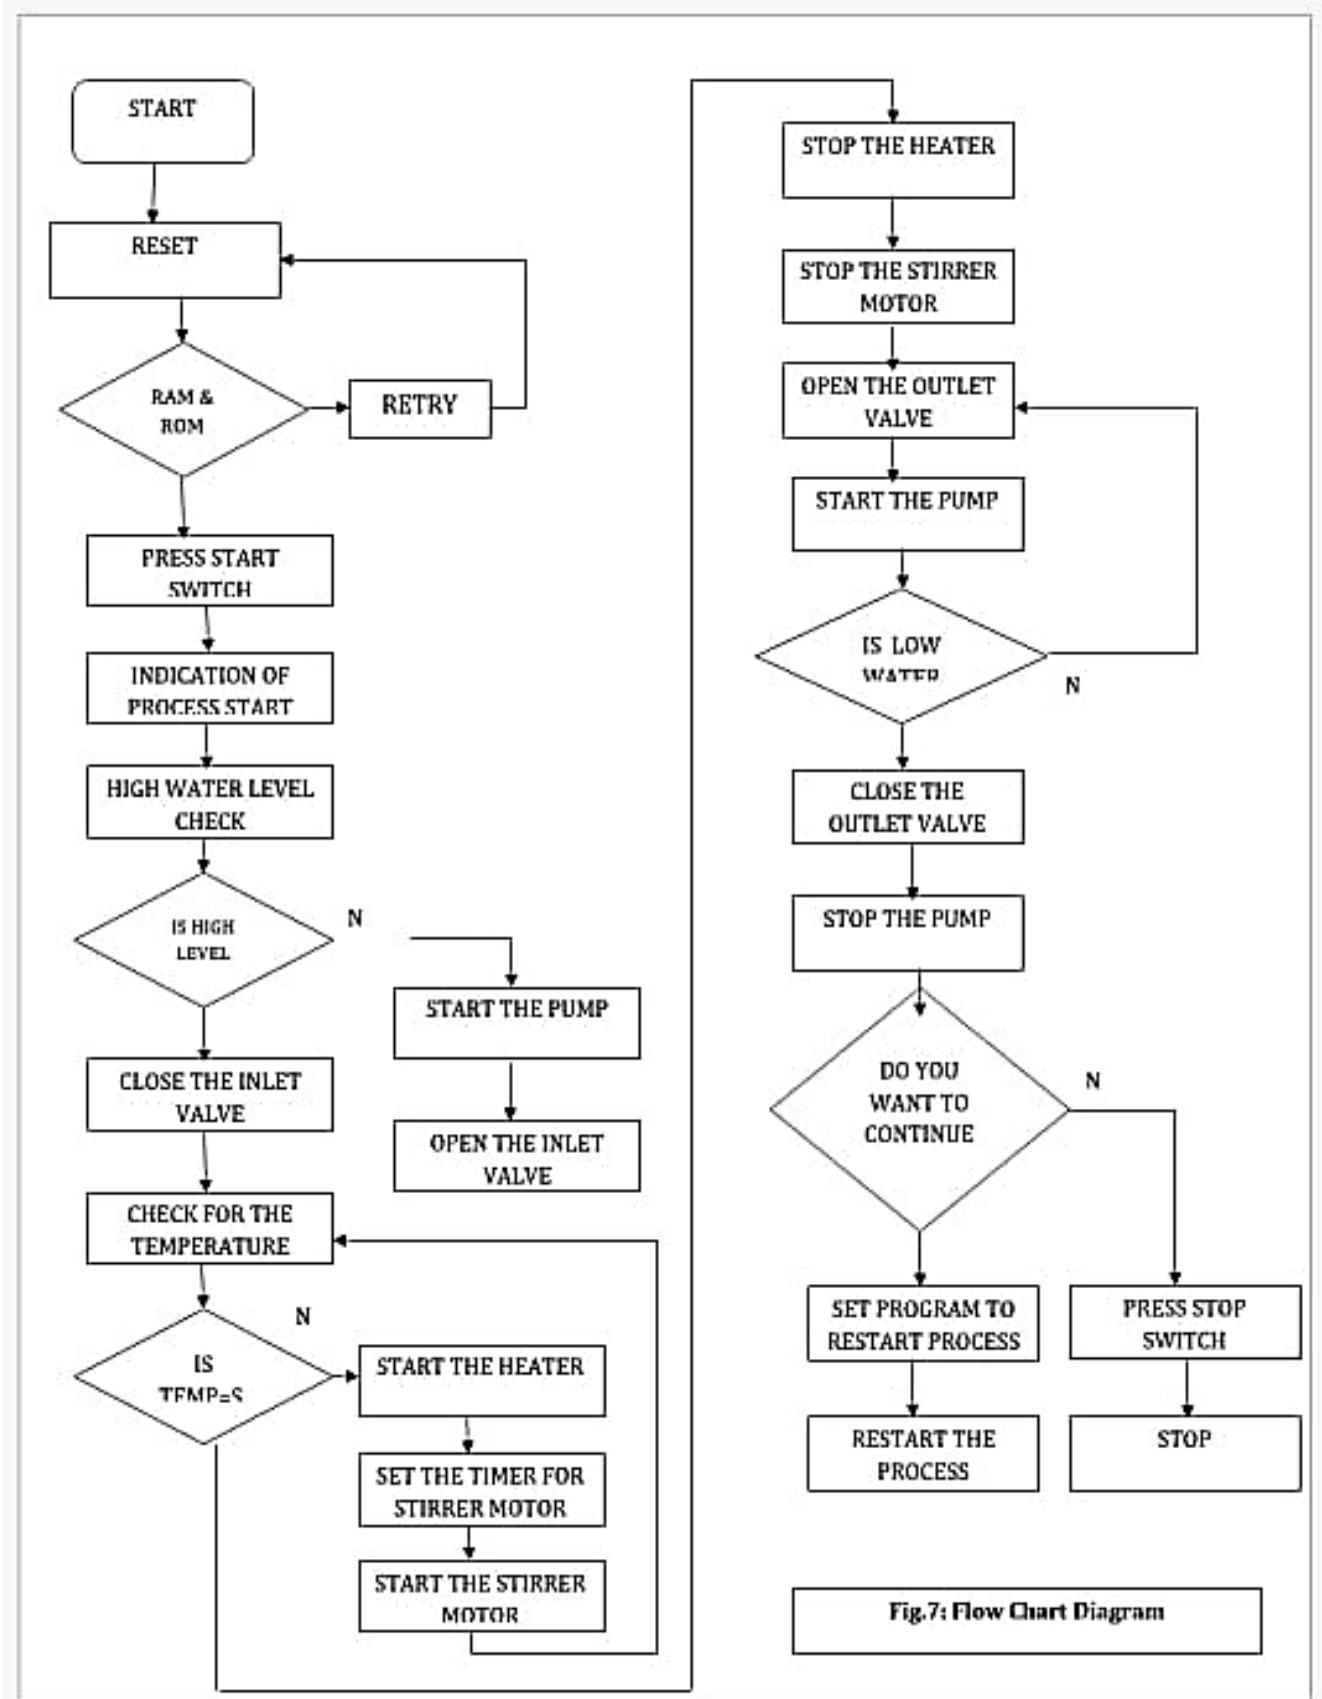 START
RESET
RAM &
ROM
RETRY
PRESS START
SWITCH
INDICATION OF
PROCESS START
HIGH WATER LEVEL
CHECK
IS HIGH
LEVEL
N
START THE PUMP
OPEN THE INLET
VALVE
CLOSE THE INLET
VALVE
CHECK FOR THE
TEMPERATURE
N
IS
TEMP=S
START THE HEATER
SET THE TIMER FOR
STIRRER MOTOR
START THE STIRRER
MOTOR
STOP THE HEATER
STOP THE STIRRER
MOTOR
OPEN THE OUTLET
VALVE
START THE PUMP
IS LOW
WATER
N
CLOSE THE
OUTLET VALVE
STOP THE PUMP
DO YOU
WANT TO
CONTINUE
N
SET PROGRAM TO
RESTART PROCESS
PRESS STOP
SWITCH
RESTART THE
PROCESS
STOP
Fig.7: Flow Chart Diagram